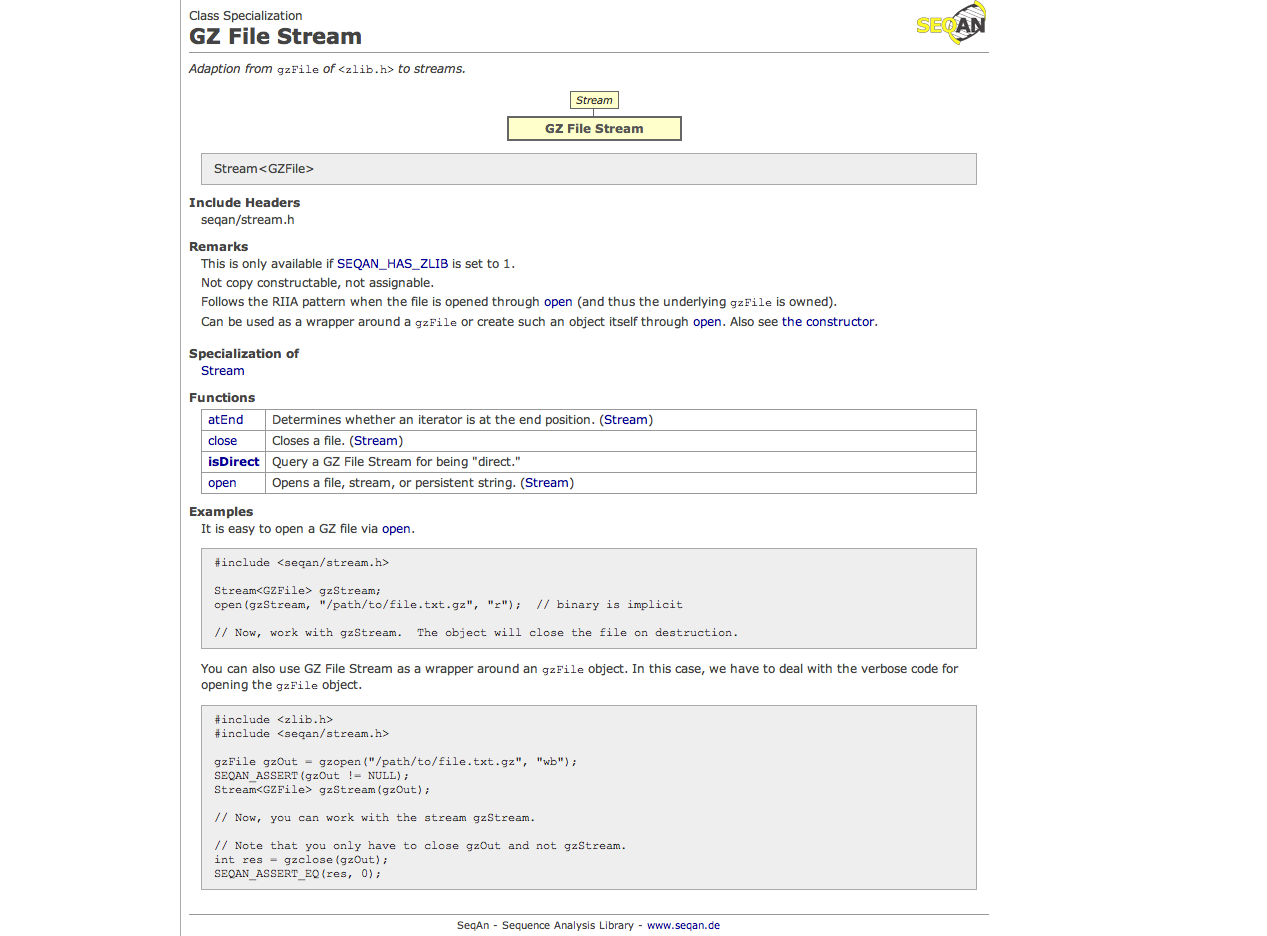 Class Specialization
GZ File Stream
SEQAN
Adaption from gzFile of <zlib.h> to streams.
Stream
GZ File Stream
Stream<GZFile>
Include Headers
seqan/stream.h
Remarks
This is only available if SEQAN_HAS_ZLIB is set to 1.
Not copy constructable, not assignable.
Follows the RIIA pattern when the file is opened through open (and thus the underlying gzFile is owned).
Can be used as a wrapper around a gzFile or create such an object itself through open. Also see the constructor.
Specialization of
Stream
Functions
atEnd Determines whether an iterator is at the end position. (Stream)
close Closes a file. (Stream)
isDirect Query a GZ File Stream for being "direct."
open Opens a file, stream, or persistent string. (Stream)
Examples
It is easy to open a GZ file via open.
#include <seqan/stream.h>
Stream<GZFile> gzStream;
open(gzStream, "/path/to/file.txt.gz", "r");  // binary is implicit
// Now, work with gzStream.  The object will close the file on destruction.
You can also use GZ File Stream as a wrapper around an gzFile object. In this case, we have to deal with the verbose code for
opening the gzFile object.
#include <zlib.h>
#include <seqan/stream.h>
gzFile gzOut = gzopen("/path/to/file.txt.gz", "wb");
SEQAN_ASSERT(gzOut != NULL);
Stream<GZFile> gzStream(gzOut);
// Now, you can work with the stream gzStream.
// Note that you only have to close gzOut and not gzStream.
int res = gzclose(gzOut);
SEQAN_ASSERT_EQ(res, 0);
SeqAn - Sequence Analysis Library - www.seqan.de